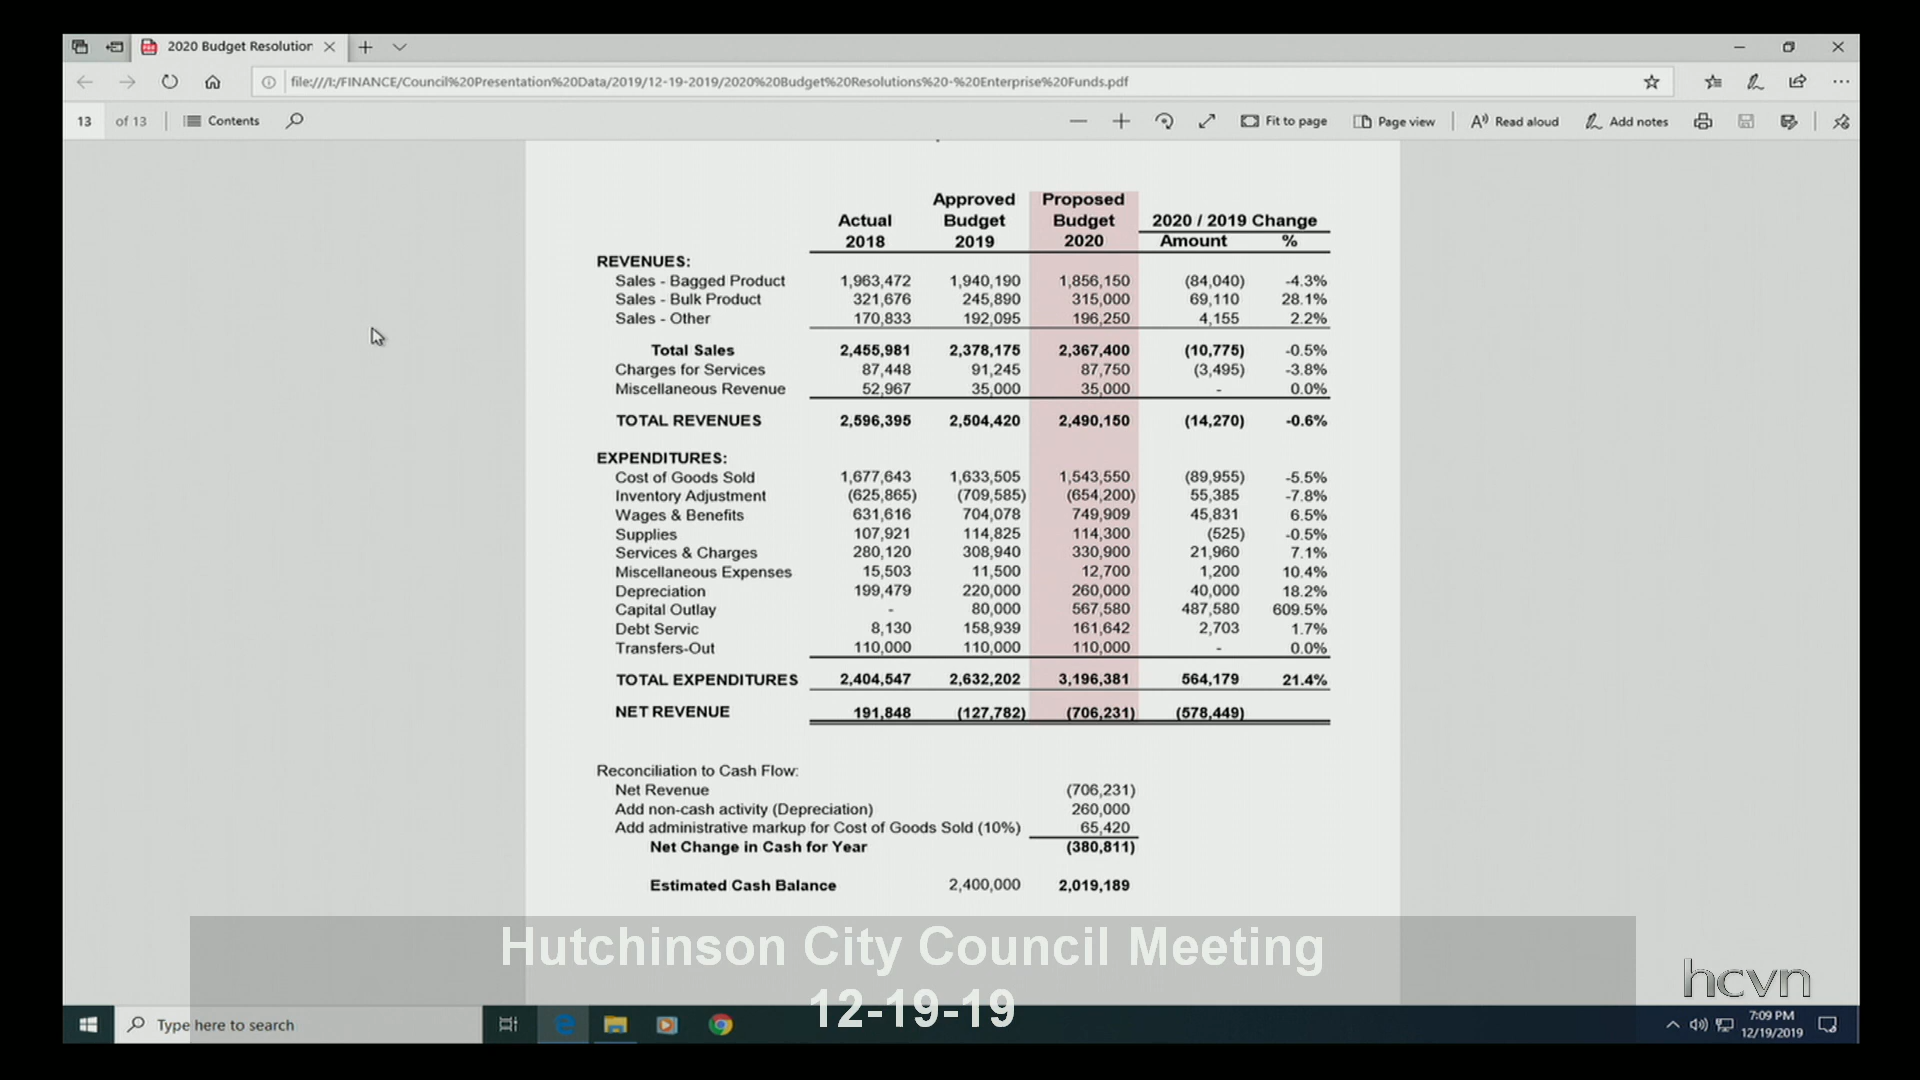 2020 Budget Resolution
file:///I:/FINANCE/Council%20Presentation%20Data/2019/12-19-2019/2020%20Budget%20Resolutions%20-%20Enterprise%20Funds.pdf
13 of 13 Contents Fit to page Page view Read aloud Add notes
Approved Proposed
Actual Budget Budget 2020 / 2019 Change
2018 2019 2020 Amount %
REVENUES:
Sales - Bagged Product 1,963,472 1,940,190 1,856,150 (84,040) -4.3%
Sales - Bulk Product 321,676 245,890 315,000 69,110 28.1%
Sales - Other 170,833 192,095 196,250 4,155 2.2%
Total Sales 2,455,981 2,378,175 2,367,400 (10,775) -0.5%
Charges for Services 87,448 91,245 87,750 (3,495) -3.8%
Miscellaneous Revenue 52,967 35,000 35,000 - 0.0%
TOTAL REVENUES 2,596,395 2,504,420 2,490,150 (14,270) -0.6%
EXPENDITURES:
Cost of Goods Sold 1,677,643 1,633,505 1,543,550 (89,955) -5.5%
Inventory Adjustment (625,865) (709,585) (654,200) 55,385 -7.8%
Wages & Benefits 631,616 704,078 749,909 45,831 6.5%
Supplies 107,921 114,825 114,300 (525) -0.5%
Services & Charges 280,120 308,940 330,900 21,960 7.1%
Miscellaneous Expenses 15,503 11,500 12,700 1,200 10.4%
Depreciation 199,479 220,000 260,000 40,000 18.2%
Capital Outlay - 80,000 567,580 487,580 609.5%
Debt Servic 8,130 158,939 161,642 2,703 1.7%
Transfers-Out 110,000 110,000 110,000 - 0.0%
TOTAL EXPENDITURES 2,404,547 2,632,202 3,196,381 564,179 21.4%
NET REVENUE 191,848 (127,782) (706,231) (578,449)
Reconciliation to Cash Flow:
Net Revenue (706,231)
Add non-cash activity (Depreciation) 260,000
Add administrative markup for Cost of Goods Sold (10%) 65,420
Net Change in Cash for Year (380,811)
Estimated Cash Balance 2,400,000 2,019,189
Hutchinson City Council Meeting
12-19-19
hcvn
Type here to search
7:09 PM
12/19/2019